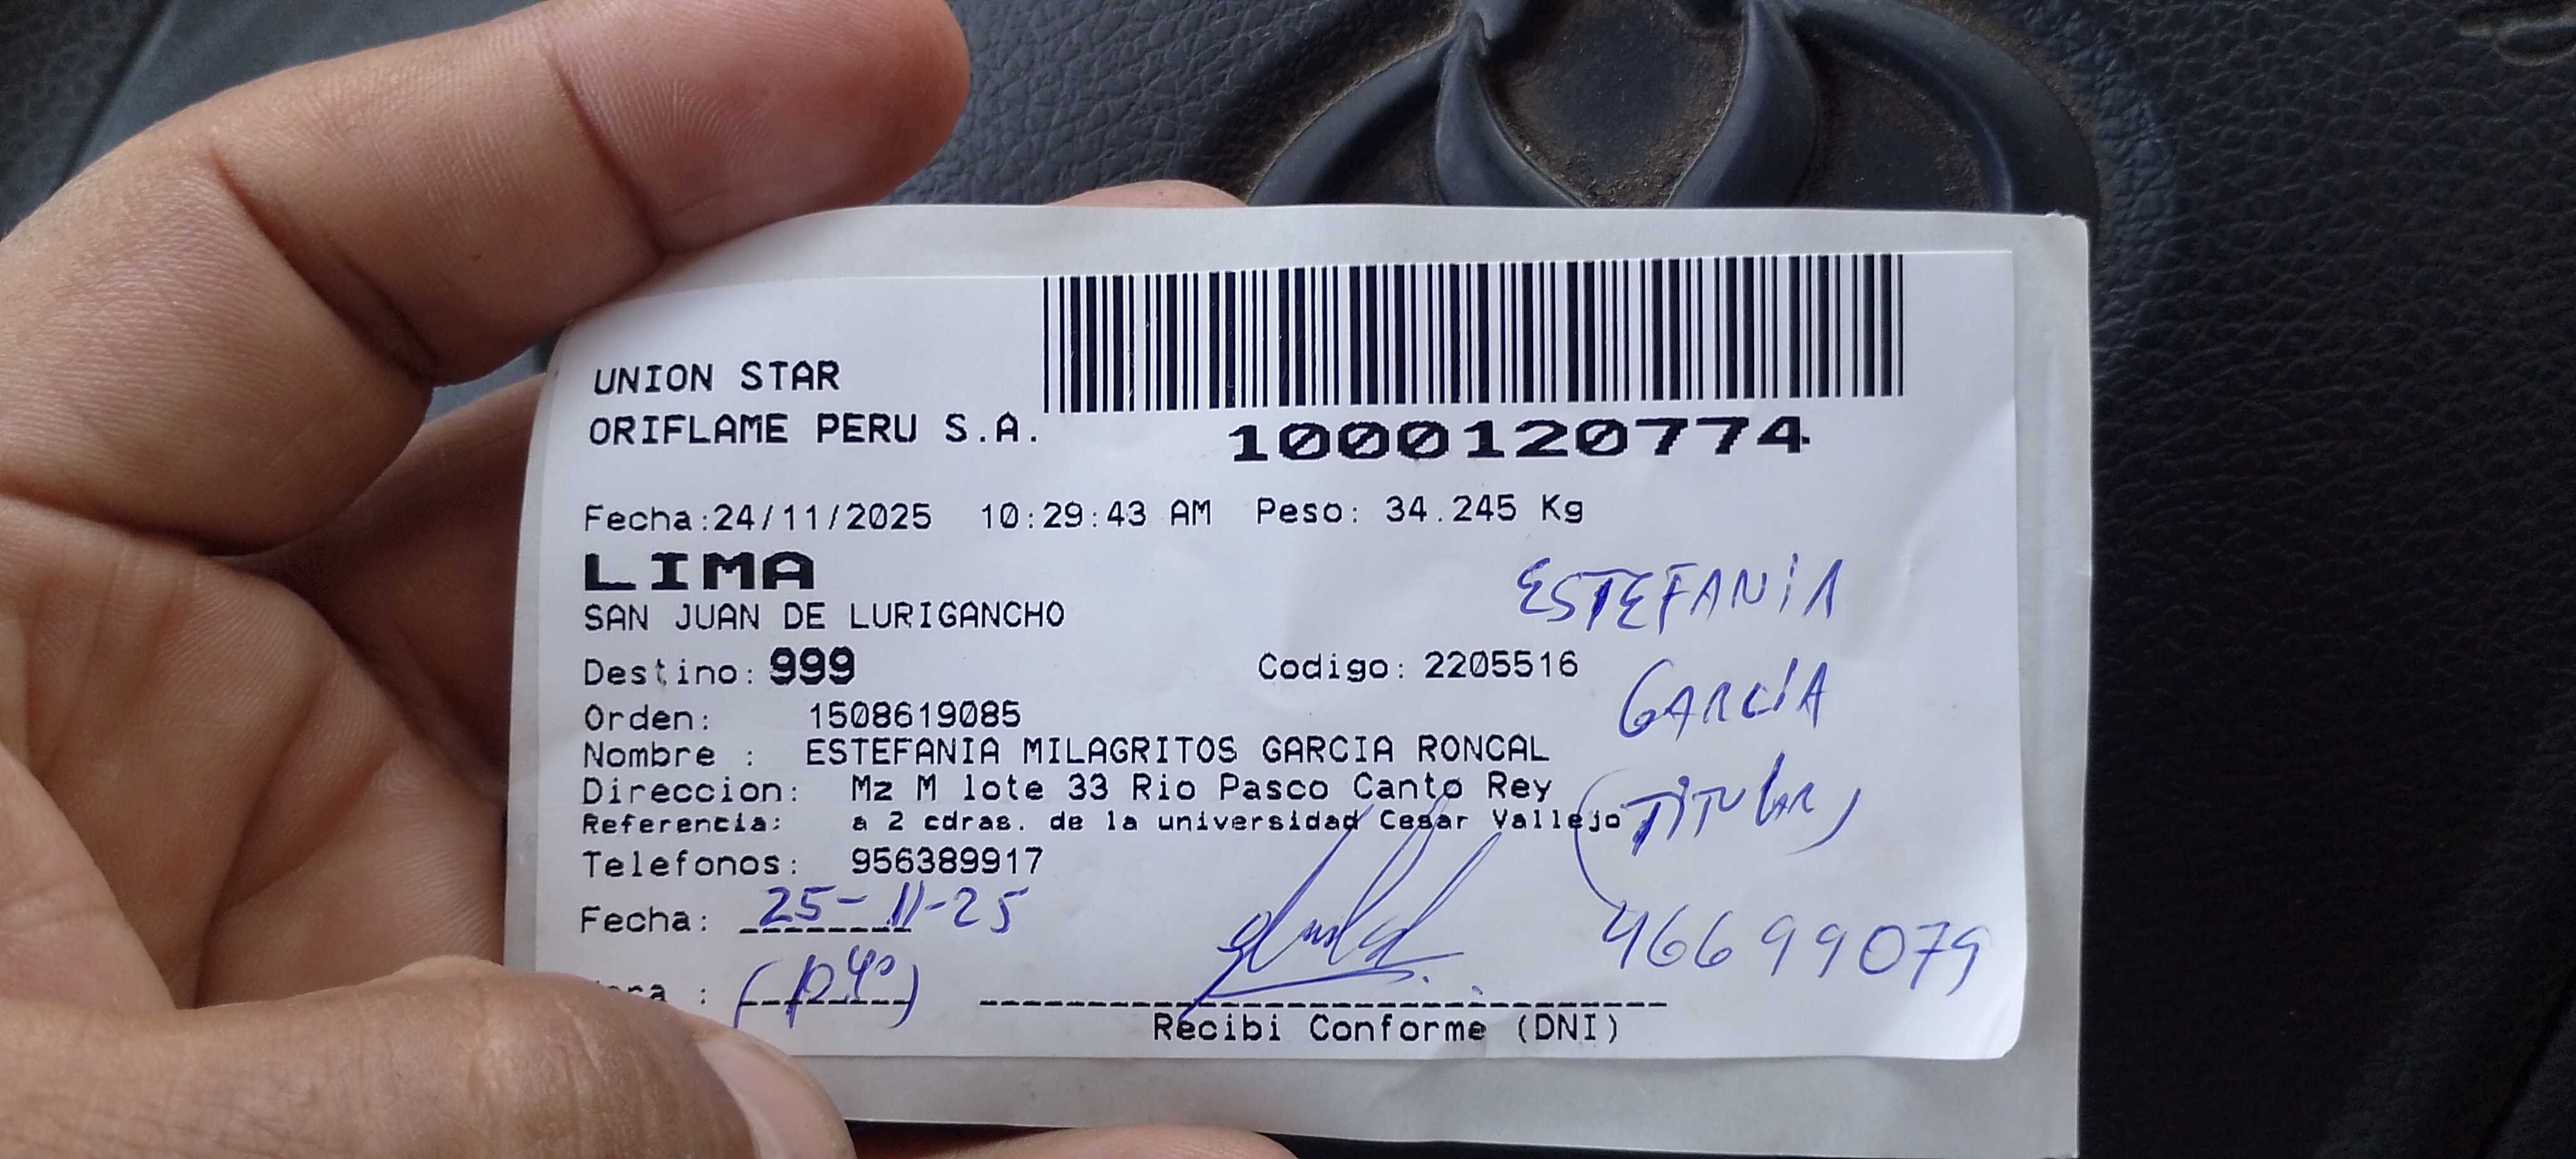 UNION STAR
ORIFLAME PERU S.A.
1000120774
Fecha:24/11/2025 10:29:43 AM Peso: 34.245 Kg
LIMA
SAN JUAN DE LURIGANCHO
ESTEFANIA
Destino: 999 Codigo: 2205516
GARCIA
Orden: 1508619085
Nombre : ESTEFANIA MILAGRITOS GARCIA RONCAL
Direccion: Mz M lote 33 Rio Pasco Canto Rey
(TITULAR)
Referencia: a 2 cdras. de la universidad Cesar Vallejo
Telefonos: 956389917
Fecha: 25-11-25
46699079
Recibi Conforme (DNI)